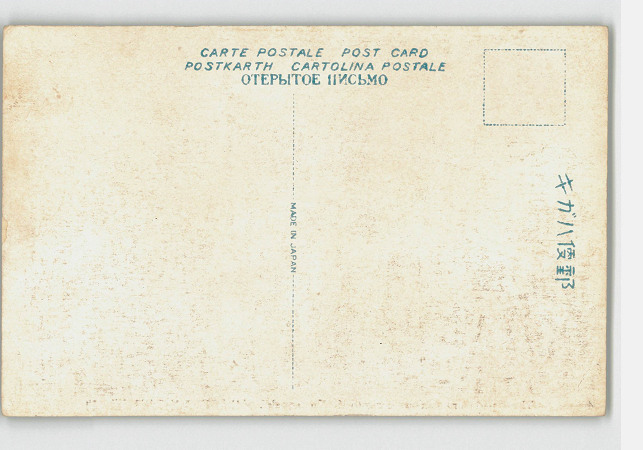 CARTE POSTALE POST CARD
POSTKARTH CARTOLINA POSTALE
ОТЕРЫТОЕ ПИСЬМО
MADE IN JAPAN
キガハ便郵